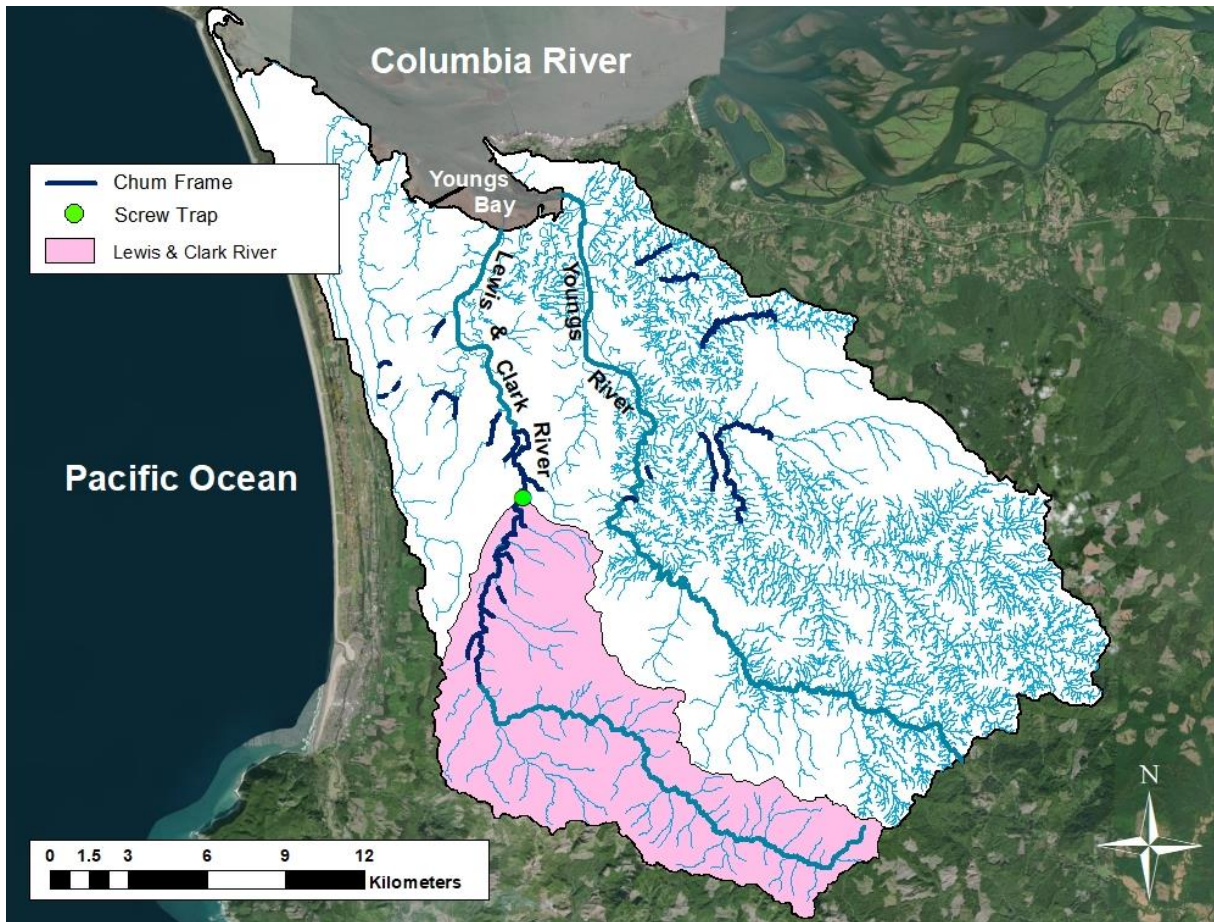 Columbia River
Chum Frame
Screw Trap
Lewis & Clark River
Youngs
Bay
Lewis & Clark River
Youngs River
Pacific Ocean
N
0 1.5 3 6 9 12
Kilometers